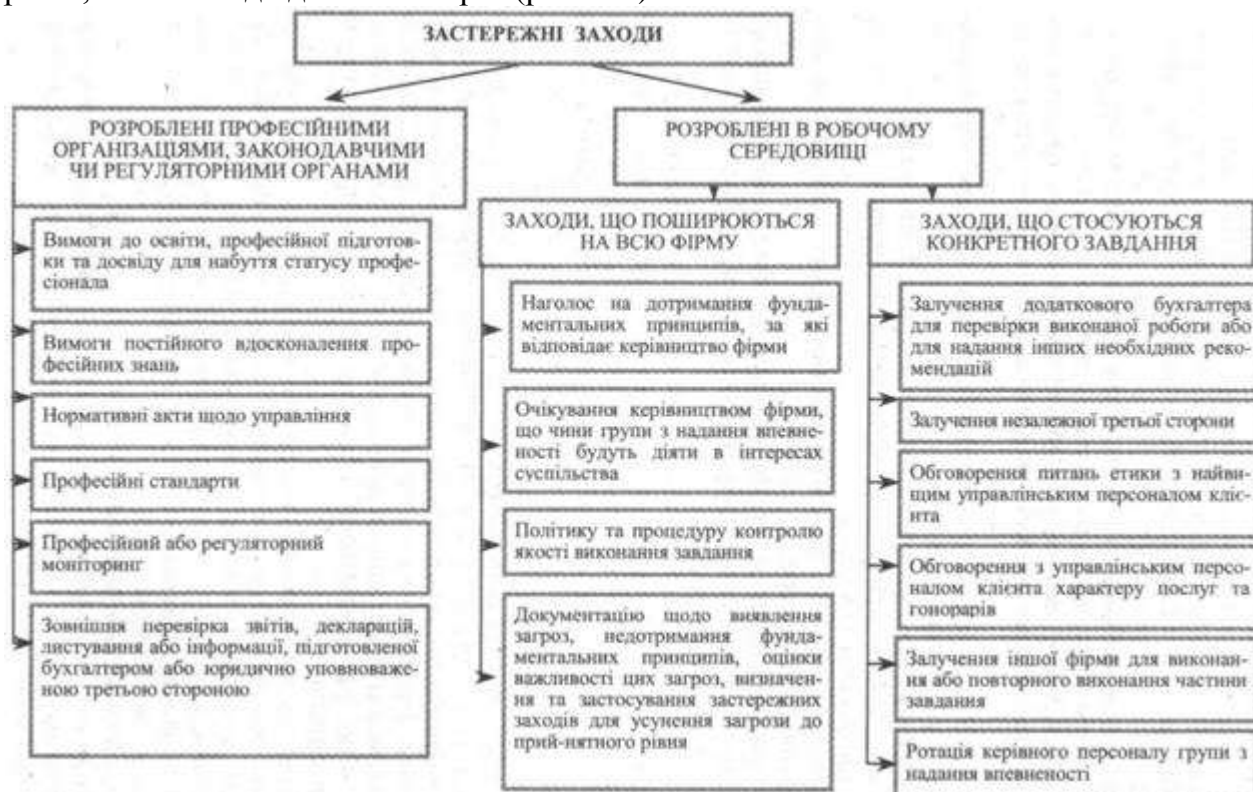 ЗАСТЕРЕЖНІ ЗАХОДИ
РОЗРОБЛЕНІ ПРОФЕСІЙНИМИ
ОРГАНІЗАЦІЯМИ, ЗАКОНОДАВЧИМИ
ЧИ РЕГУЛЯТОРНИМИ ОРГАНАМИ
Вимоги до освіти, професійної підготов-
ки та досвіду для набуття статусу профе-
сіонала
Вимоги постійного вдосконалення про-
фесійних знань
Нормативні акти щодо управління
Професійні стандарти
Професійний або регуляторний
моніторинг
Зовнішня перевірка звітів, декларацій,
листування або інформації, підготовленої
бухгалтером або юридично уповноваже-
ною третьою стороною
РОЗРОБЛЕНІ В РОБОЧОМУ
СЕРЕДОВИЩІ
ЗАХОДИ, ЩО ПОШИРЮЮТЬСЯ
НА ВСЮ ФІРМУ
Наголос на дотримання фунда-
ментальних принципів, за які
відповідає керівництво фірми
Очікування керівництвом фірми,
що чини групи з надання впевне-
ності будуть діяти в інтересах
суспільства
Політику та процедуру контролю
якості виконання завдання
Документацію щодо виявлення
загроз, недотримання фунда-
ментальних принципів, оцінки
важливості цих загроз, визначен-
ня та застосування застережних
заходів для усунення загрози до
прий-нятного рівня
ЗАХОДИ, ЩО СТОСУЮТЬСЯ
КОНКРЕТНОГО ЗАВДАННЯ
Залучення додаткового бухгалтера
для перевірки виконаної роботи або
для надання інших необхідних реко-
мендацій
Залучення незалежної третьої сторони
Обговорення питань етики з найви-
щим управлінським персоналом кліє-
нта
Обговорення з управлінським персо-
налом клієнта характеру послуг та
гонорарів
Залучення іншої фірми для виконан-
ня або повторного виконання частини
завдання
Ротація керівного персоналу групи з
надання впевненості